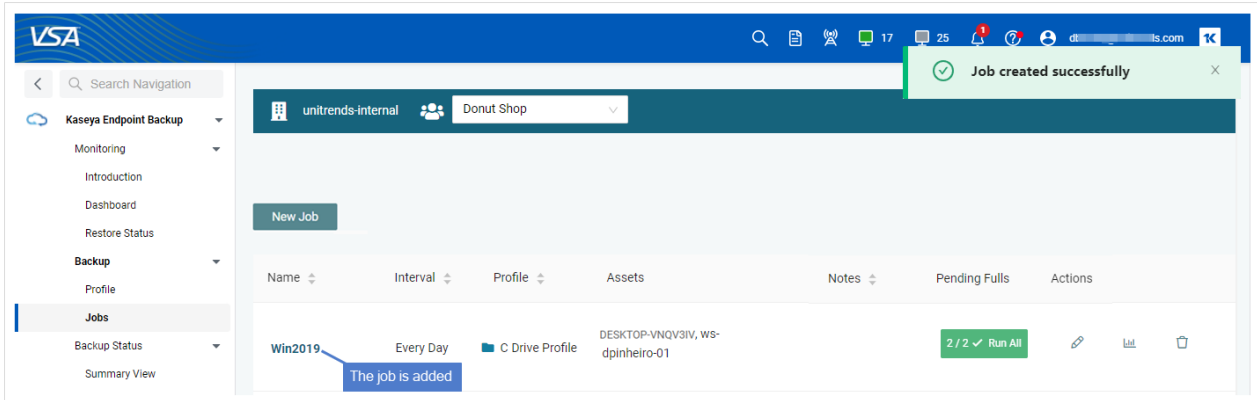 VSA
17
25
1
ls.com
1K
Job created successfully
Search Navigation
unitrends-internal
Donut Shop
Kaseya Endpoint Backup
Monitoring
Introduction
Dashboard
Restore Status
New Job
Backup
Profile
Jobs
Backup Status
Summary View
Name Interval Profile Assets Notes Pending Fulls Actions
Win2019 Every Day C Drive Profile DESKTOP-VNQV3IV, ws-
dpinheiro-01
2 / 2 ✓ Run All
The job is added